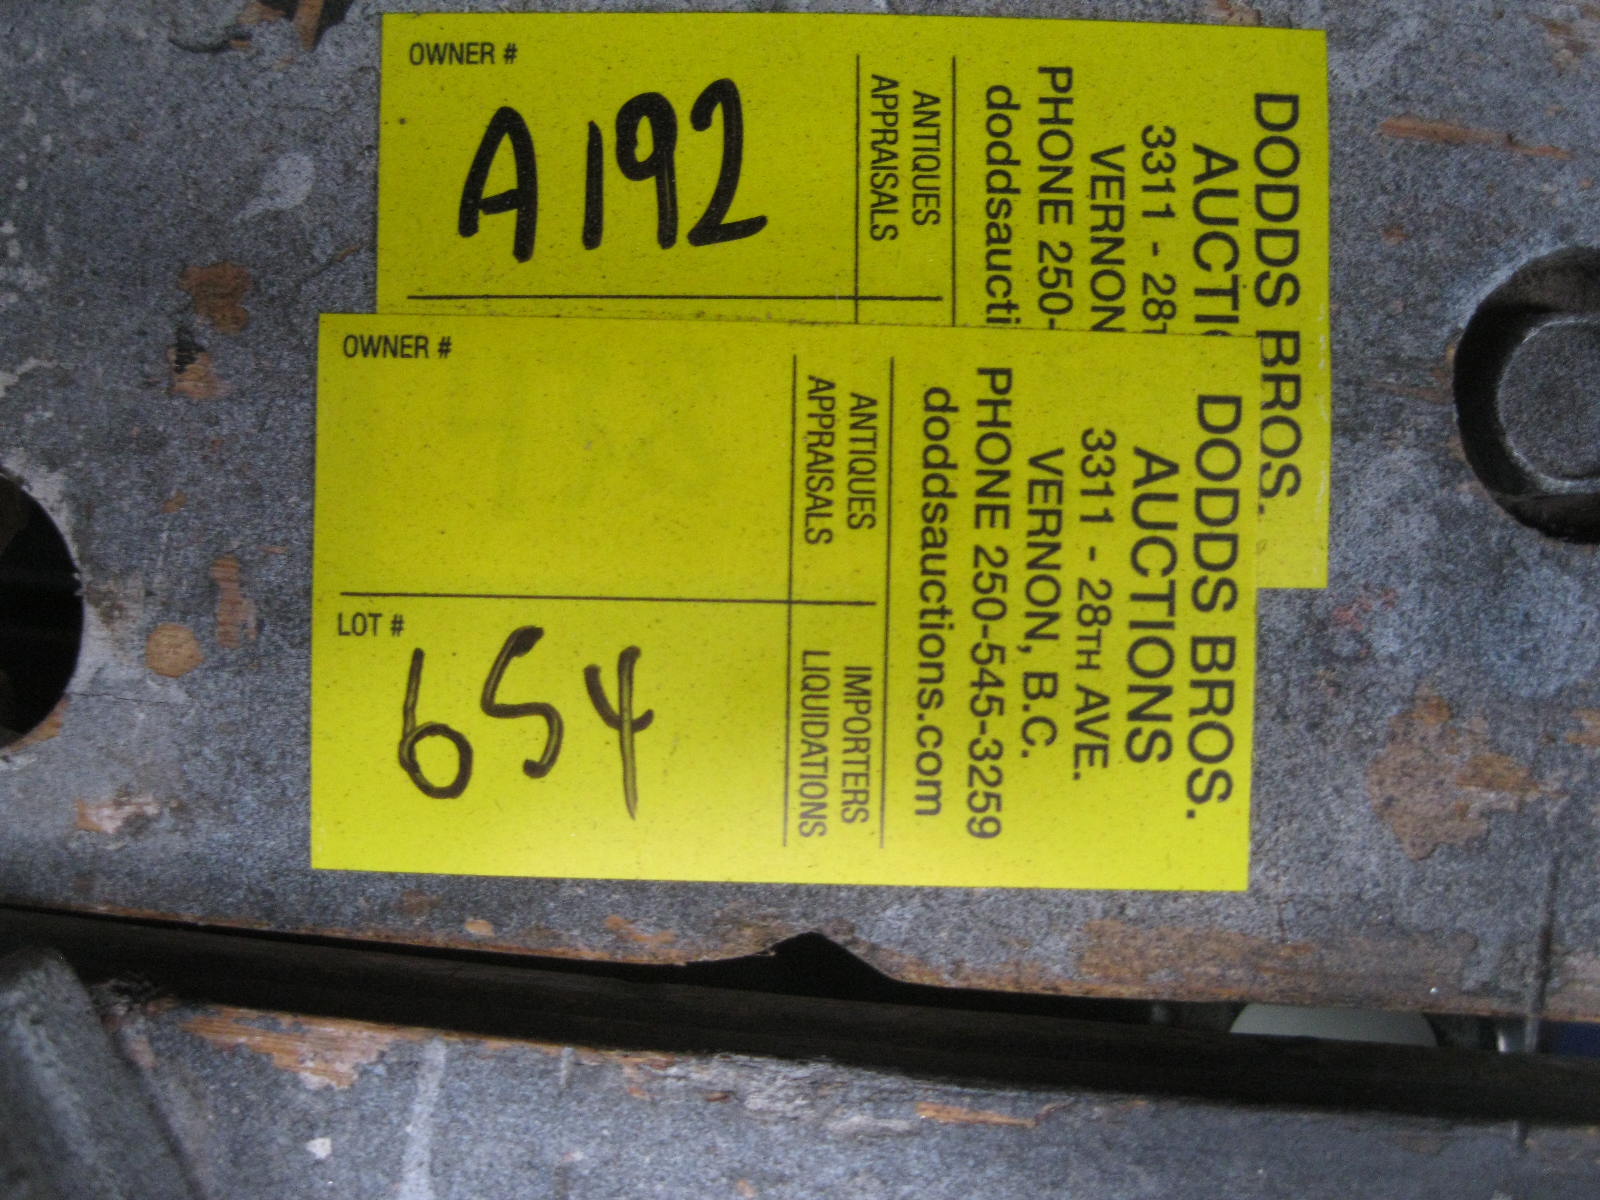 OWNER #
A192
ANTIQUES
APPRAISALS
DODDS BROS.
AUCTI
3311 - 28T
VERNON
PHONE 250-
doddsaucti
OWNER #
LOT #
654
ANTIQUES IMPORTERS
APPRAISALS LIQUIDATIONS
DODDS BROS.
AUCTIONS
3311 - 28TH AVE.
VERNON, B.C.
PHONE 250-545-3259
doddsauctions.com